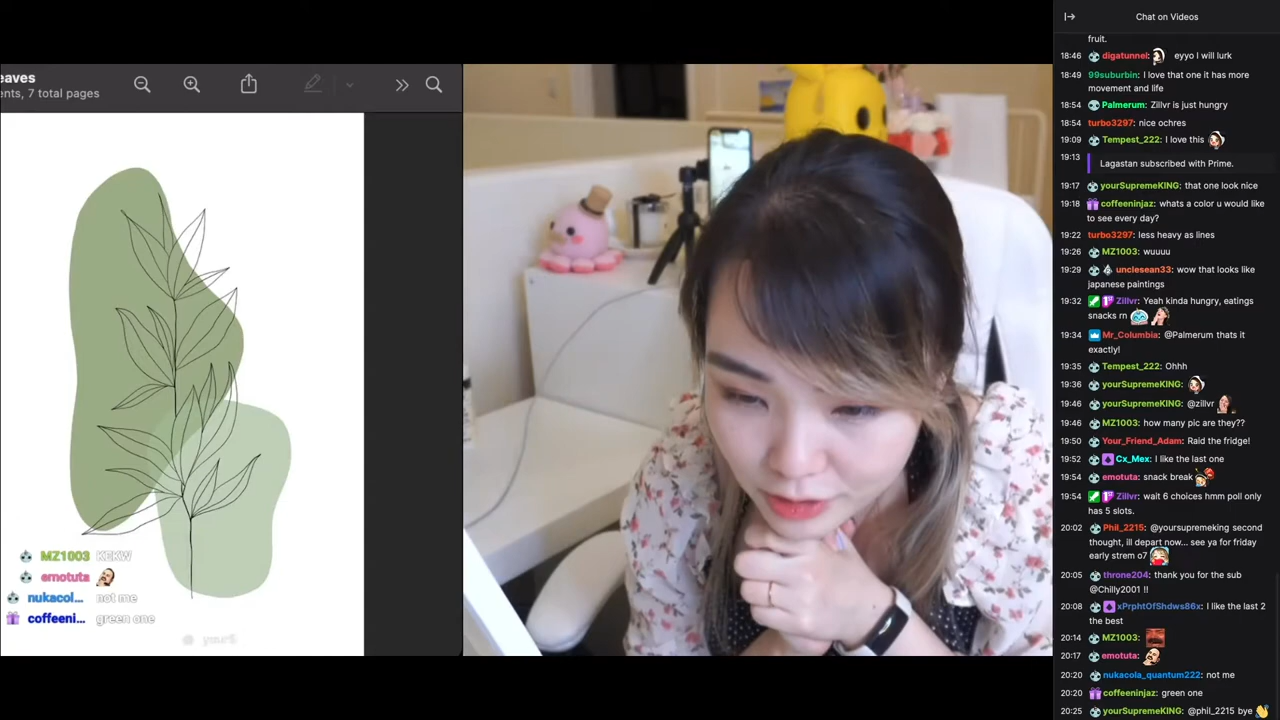 eaves
ents, 7 total pages
MZ1003 KEKW
emotuta
nukacol... not me
coffeeni... green one
Chat on Videos
fruit.
18:46 digatunnel: eyyo I will lurk
18:49 99suburbin: I love that one it has more
movement and life
18:54 Palmerum: Zillvr is just hungry
18:54 turbo3297: nice ochres
19:09 Tempest_222: I love this
19:13 Lagastan subscribed with Prime.
19:17 yourSupremeKING: that one look nice
19:18 coffeeninjaz: whats a color u would like
to see every day?
19:22 turbo3297: less heavy as lines
19:26 MZ1003: wuuuu
19:29 unclesean33: wow that looks like
japanese paintings
19:32 Zillvr: Yeah kinda hungry, eatings
snacks rn
19:34 Mr_Columbia: @Palmerum thats it
exactly!
19:35 Tempest_222: Ohhh
19:36 yourSupremeKING:
19:46 yourSupremeKING: @zillvr
19:46 MZ1003: how many pic are they??
19:50 Your_Friend_Adam: Raid the fridge!
19:52 Cx_Mex: I like the last one
19:54 emotuta: snack break
19:54 Zillvr: wait 6 choices hmm poll only
has 5 slots.
20:02 Phil_2215: @yoursupremeking second
thought, ill depart now... see ya for friday
early strem o7
20:05 throne204: thank you for the sub
@Chilly2001 !!
20:08 xPrphtOfShdws86x: I like the last 2
the best
20:14 MZ1003:
20:17 emotuta:
20:20 nukacola_quantum222: not me
20:20 coffeeninjaz: green one
20:25 yourSupremeKING: @phil_2215 bye